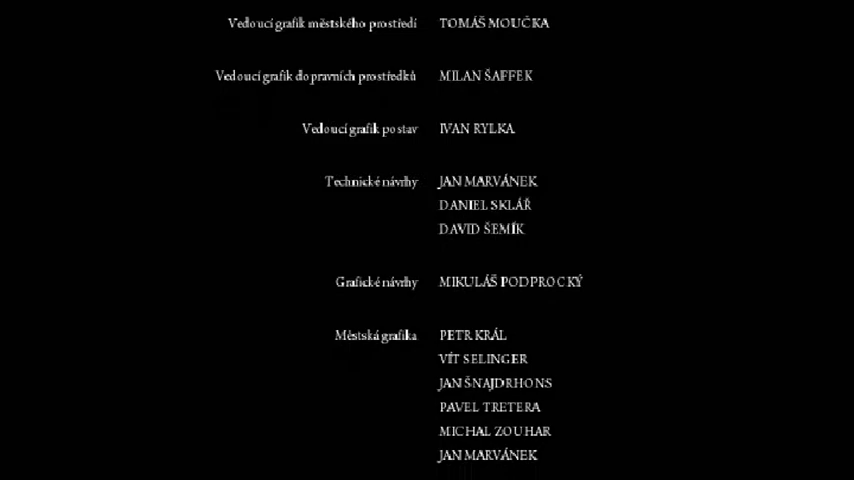 Vedoucí grafik městského prostředí TOMÁŠ MOUČKA
Vedoucí grafik dopravních prostředků MILAN ŠAFFEK
Vedoucí grafik postav IVAN RYLKA
Technické návrhy JAN MARVÁNEK
DANIEL SKLÁŘ
DAVID ŠEMÍK
Grafické návrhy MIKULÁŠ PODPROCKÝ
Městská grafika PETR KRÁL
VÍT SELINGER
JAN ŠNAJDRHONS
PAVEL TRETERA
MICHAL ZOUHAR
JAN MARVÁNEK